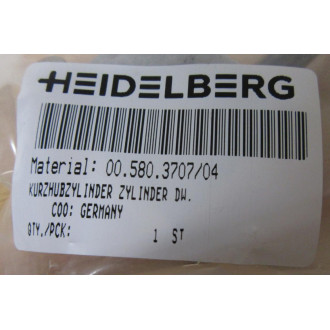 HEIDELBERG
Material: 00.580.3707/04
KURZHUBZYLINDER ZYLINDER DW.
COO: GERMANY
QTY./PCK: 1 ST